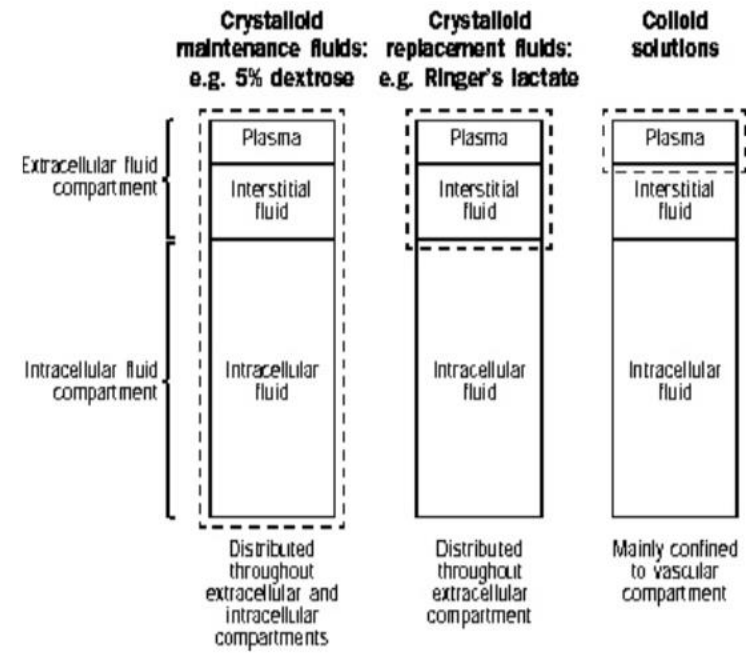 Crystalloid
maintenance fluids:
e.g. 5% dextrose
Crystalloid
replacement fluids:
e.g. Ringer's lactate
Colloid
solutions
Extracellular fluid
compartment
Intracellular fluid
compartment
Plasma
Interstitial
fluid
Intracellular
fluid
Plasma
Interstitial
fluid
Intracellular
fluid
Plasma
Interstitial
fluid
Intracellular
fluid
Distributed
throughout
extracellular and
intracellular
compartments
Distributed
throughout
extracellular
compartment
Mainly confined
to vascular
compartment